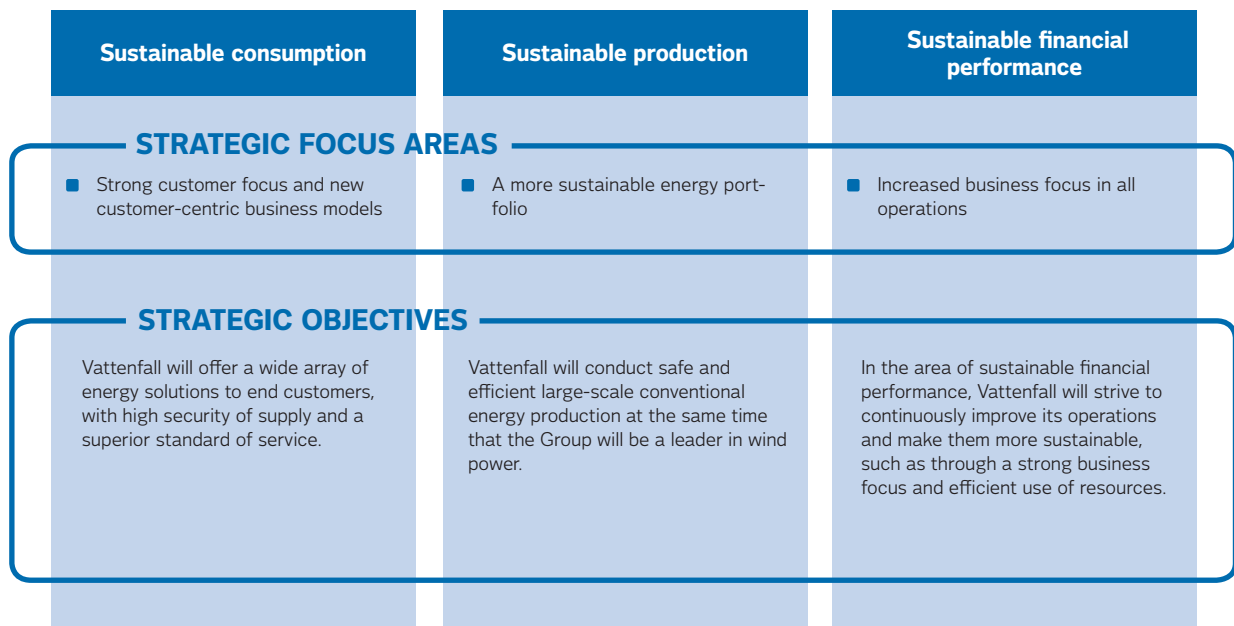 Sustainable consumption
Sustainable production
Sustainable financial
performance
STRATEGIC FOCUS AREAS
Strong customer focus and new
customer-centric business models
A more sustainable energy port-
folio
Increased business focus in all
operations
STRATEGIC OBJECTIVES
Vattenfall will offer a wide array of
energy solutions to end customers,
with high security of supply and a
superior standard of service.
Vattenfall will conduct safe and
efficient large-scale conventional
energy production at the same time
that the Group will be a leader in wind
power.
In the area of sustainable financial
performance, Vattenfall will strive to
continuously improve its operations
and make them more sustainable,
such as through a strong business
focus and efficient use of resources.